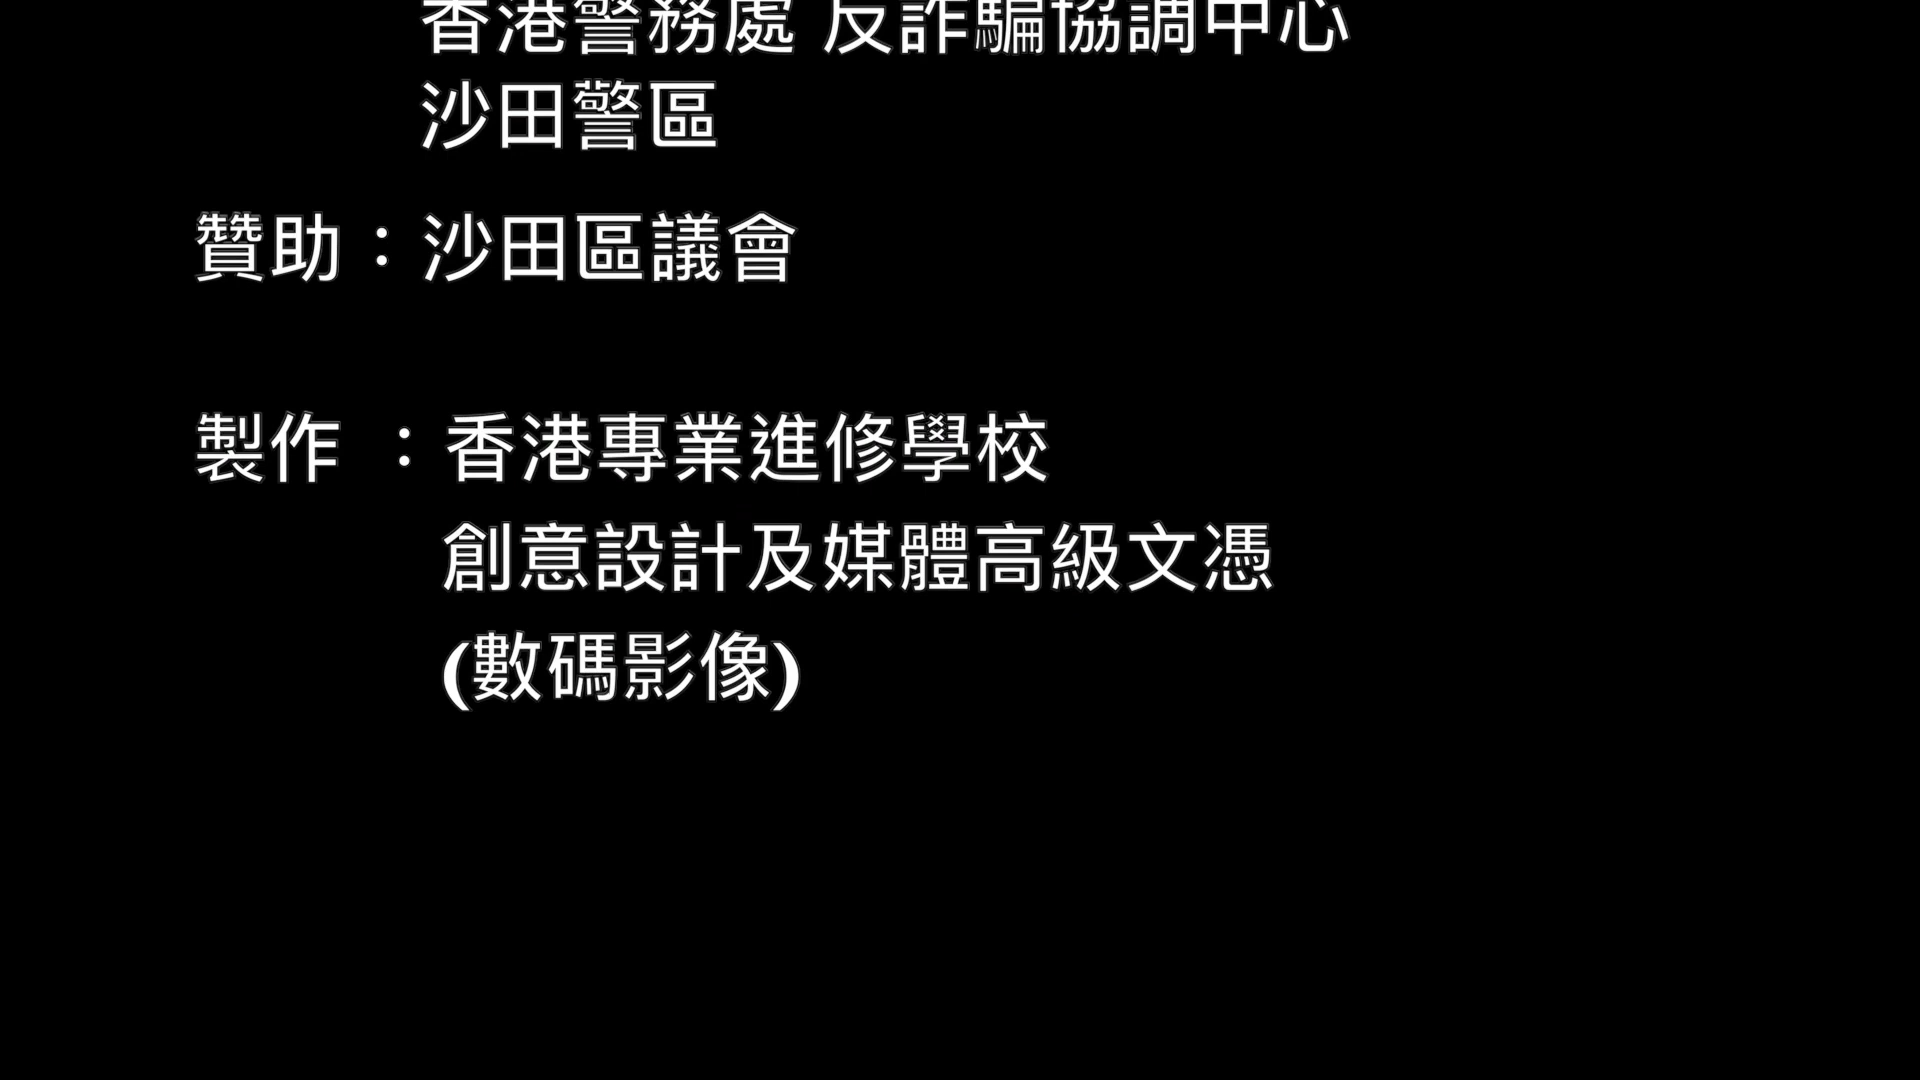 香港警務處 反詐騙協調中心
沙田警區
贊助：沙田區議會
製作 ：香港專業進修學校
創意設計及媒體高級文憑
(數碼影像)